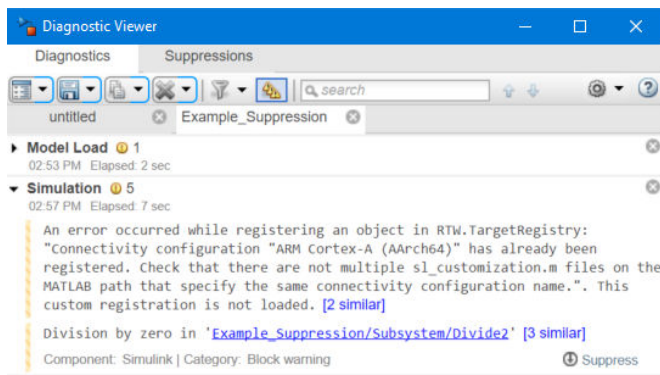 Diagnostic Viewer
Diagnostics Suppressions
search
untitled Example_Suppression
Model Load 1
02:53 PM Elapsed: 2 sec
Simulation 5
02:57 PM Elapsed: 7 sec
An error occurred while registering an object in RTW.TargetRegistry:
"Connectivity configuration "ARM Cortex-A (AArch64)" has already been
registered. Check that there are not multiple sl_customization.m files on the
MATLAB path that specify the same connectivity configuration name.". This
custom registration is not loaded. [2 similar]
Division by zero in 'Example_Suppression/Subsystem/Divide2' [3 similar]
Component: Simulink | Category: Block warning Suppress